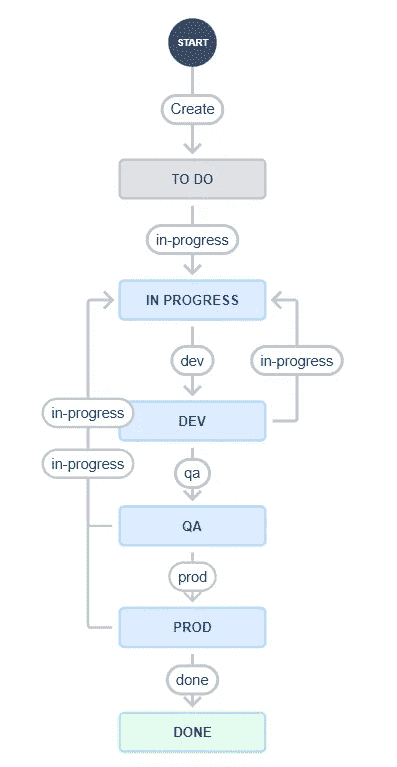 START
Create
TO DO
in-progress
IN PROGRESS
dev
in-progress
in-progress
DEV
in-progress
qa
QA
prod
PROD
done
DONE